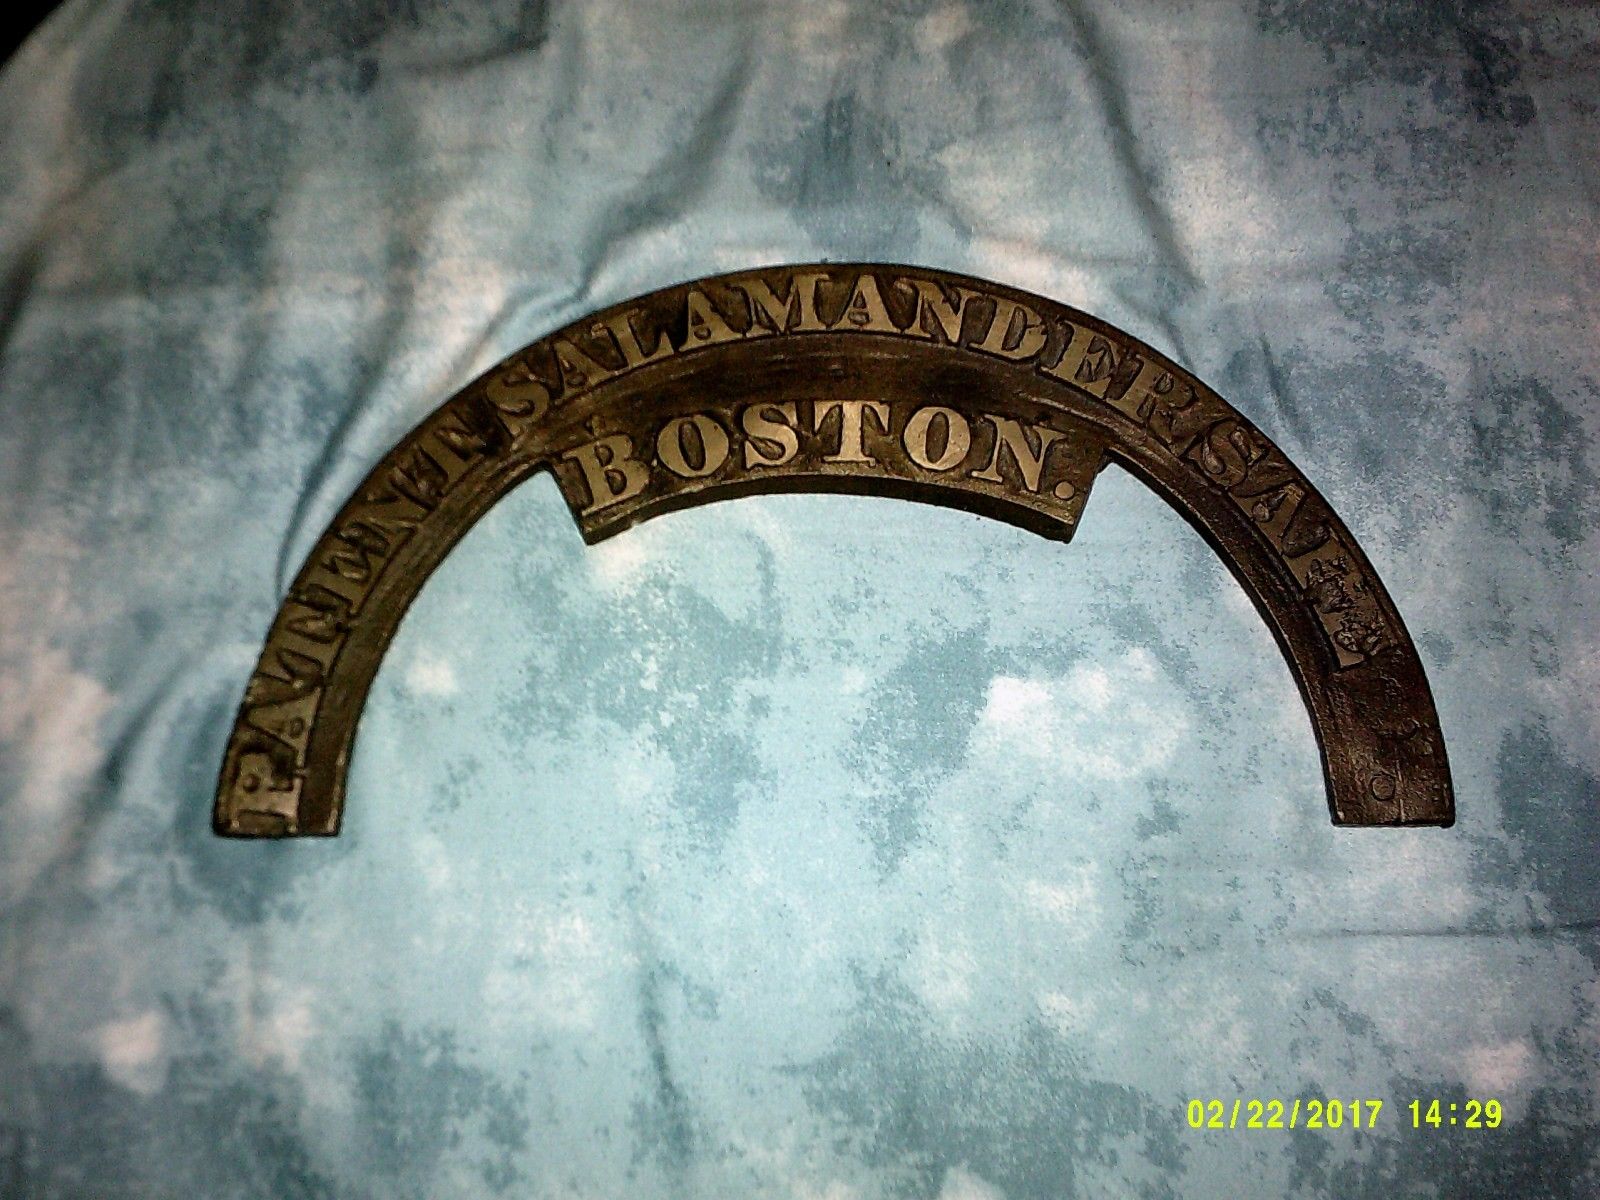 PATENT SALAMANDER SAFE
BOSTON.
02/22/2017 14:29